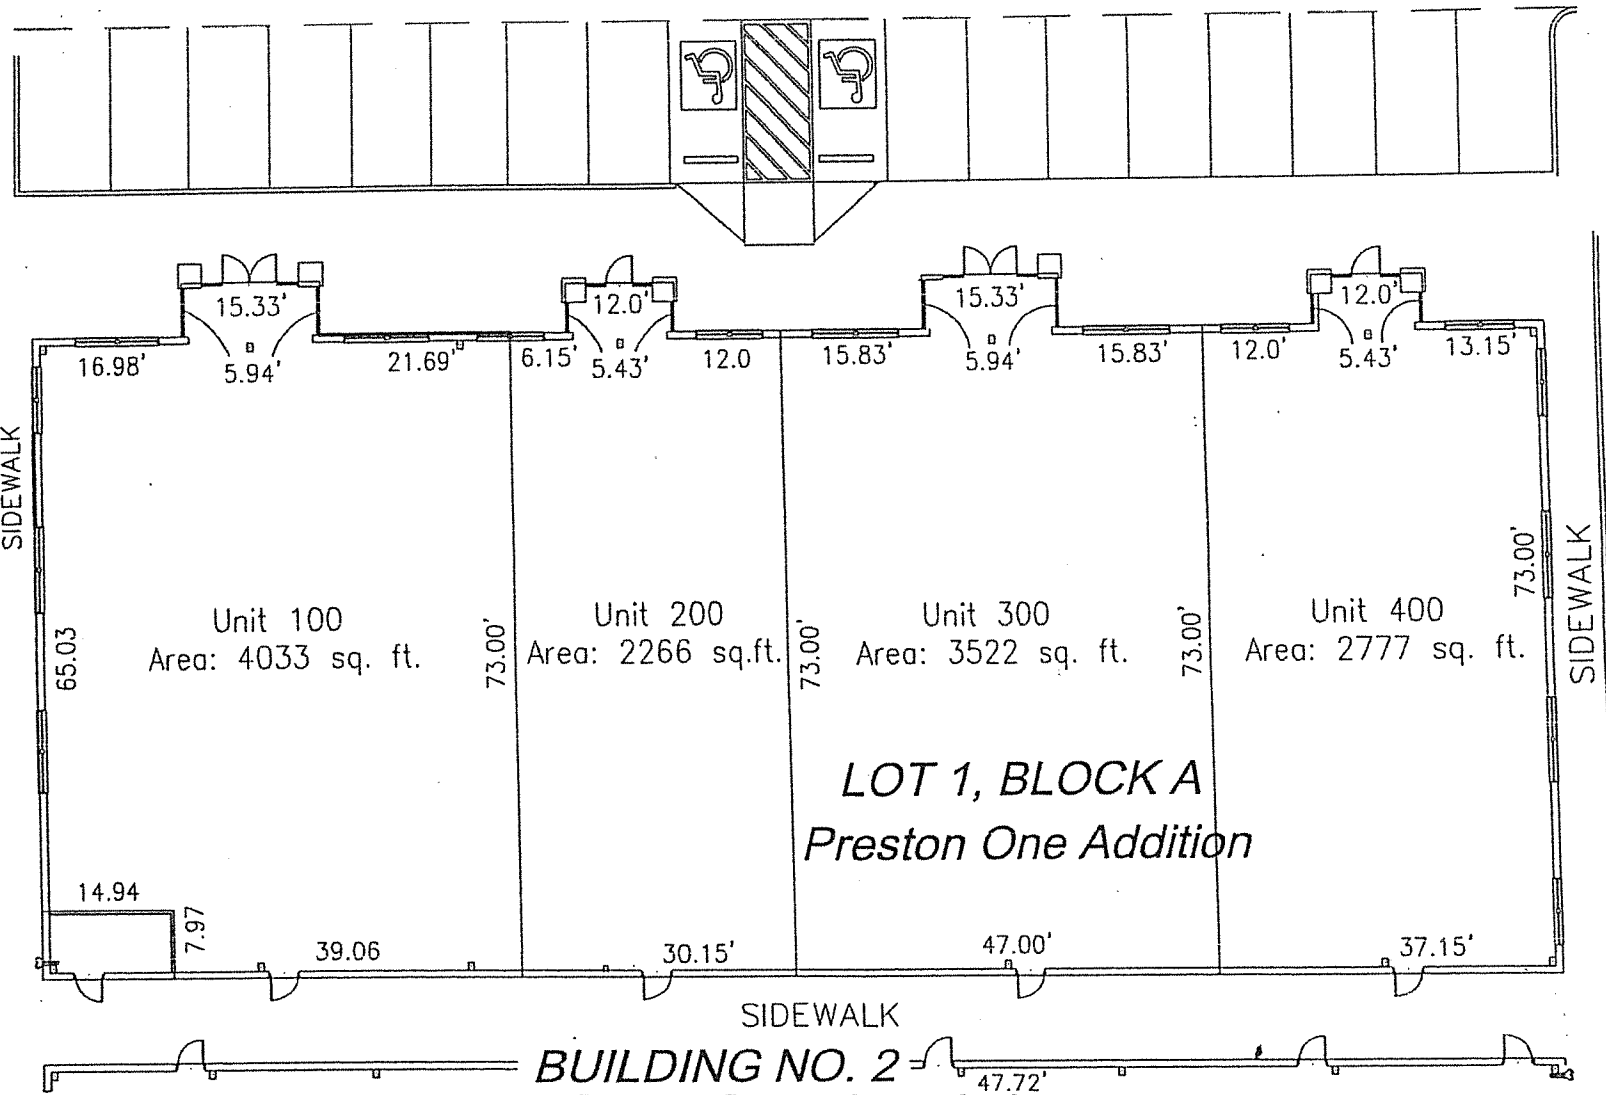 15.33'
12.0'
15.33'
12.0'
16.98'
5.94'
21.69'
6.15'
5.43'
12.0
15.83'
5.94'
15.83'
12.0'
5.43'
13.15'
SIDEWALK
65.03
Unit 100
Area: 4033 sq. ft.
73.00'
Unit 200
Area: 2266 sq.ft.
73.00'
Unit 300
Area: 3522 sq. ft.
73.00'
Unit 400
Area: 2777 sq. ft.
73.00'
SIDEWALK
LOT 1, BLOCK A
Preston One Addition
14.94
7.97
39.06
30.15'
47.00'
37.15'
SIDEWALK
BUILDING NO. 2
47.72'